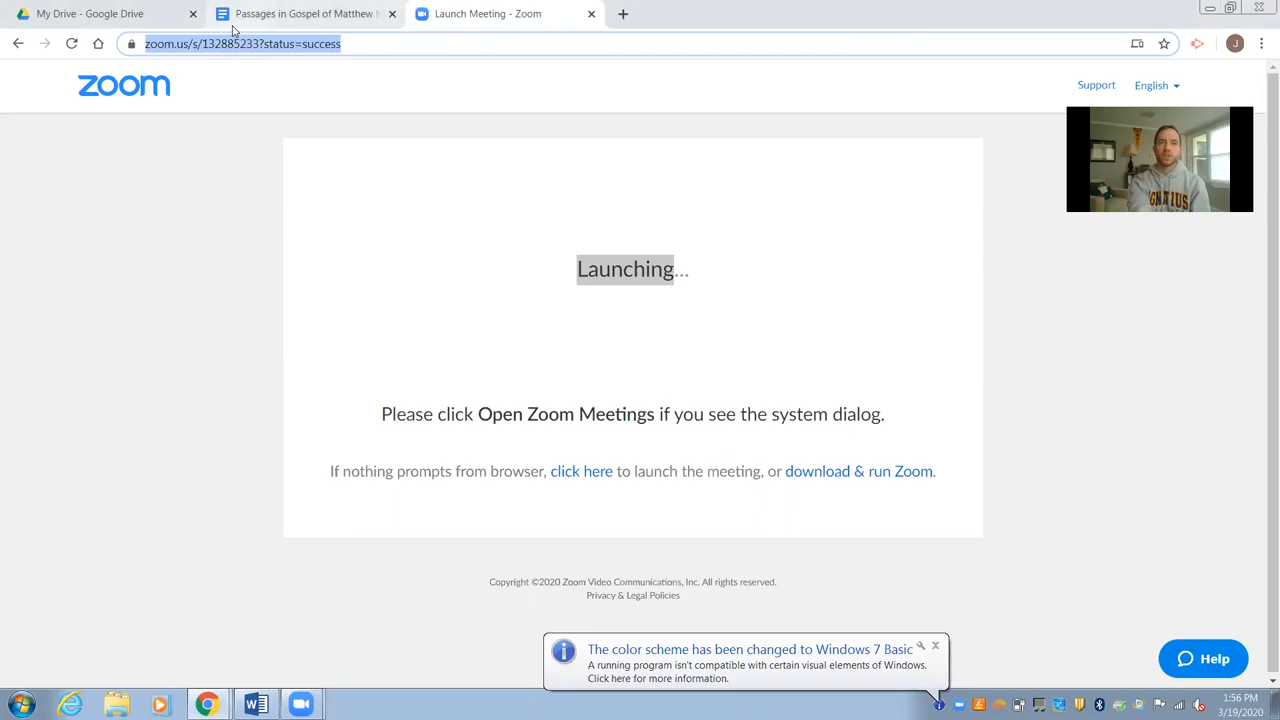 My Drive - Google Drive
Passages in Gospel of Matthew
Launch Meeting - Zoom
zoom.us/s/132885233?status=success
J
zoom
Support
English
IGNATIUS
Launching...
Please click Open Zoom Meetings if you see the system dialog.
If nothing prompts from browser, click here to launch the meeting, or download & run Zoom.
Copyright ©2020 Zoom Video Communications, Inc. All rights reserved.
Privacy & Legal Policies
The color scheme has been changed to Windows 7 Basic
A running program isn't compatible with certain visual elements of Windows.
Click here for more information.
Help
1:56 PM
3/19/2020